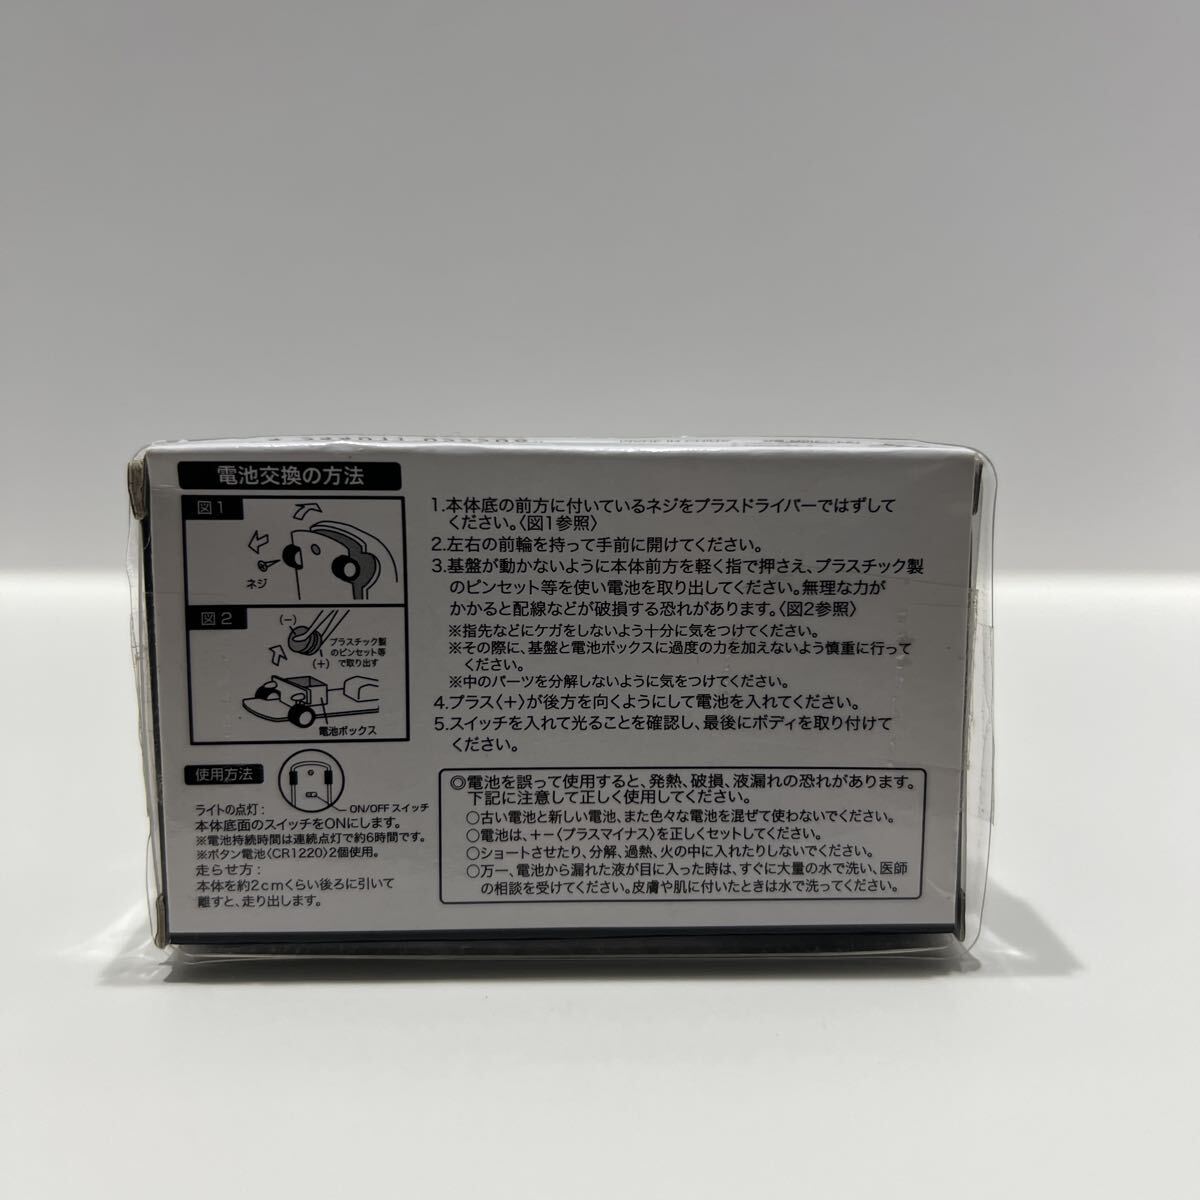 電池交換の方法
図1
ネジ
図2
(−)
プラスチック製
のピンセット等
(+) で取り出す
電池ボックス
使用方法
ON/OFF スイッチ
ライトの点灯:
本体底面のスイッチをONにします。
※電池持続時間は連続点灯で約6時間です。
※ボタン電池〈CR1220〉2個使用。
走らせ方:
本体を約2cmくらい後ろに引いて
離すと、走り出します。
1.本体底の前方に付いているネジをプラスドライバーではずして
ください。〈図1参照〉
2.左右の前輪を持って手前に開けてください。
3.基盤が動かないように本体前方を軽く指で押さえ、プラスチック製
のピンセット等を使い電池を取り出してください。無理な力が
かかると配線などが破損する恐れがあります。〈図2参照〉
※指先などにケガをしないよう十分に気をつけてください。
※その際に、基盤と電池ボックスに過度の力を加えないよう慎重に行って
ください。
※中のパーツを分解しないように気をつけてください。
4.プラス〈+〉が後方を向くようにして電池を入れてください。
5.スイッチを入れて光ることを確認し、最後にボディを取り付けて
ください。
◎電池を誤って使用すると、発熱、破損、液漏れの恐れがあります。
下記に注意して正しく使用してください。
○古い電池と新しい電池、また色々な電池を混ぜて使わないでください。
○電池は、+−〈プラスマイナス〉を正しくセットしてください。
○ショートさせたり、分解、過熱、火の中に入れたりしないでください。
○万一、電池から漏れた液が目に入った時は、すぐに大量の水で洗い、医師
の相談を受けてください。皮膚や肌に付いたときは水で洗ってください。